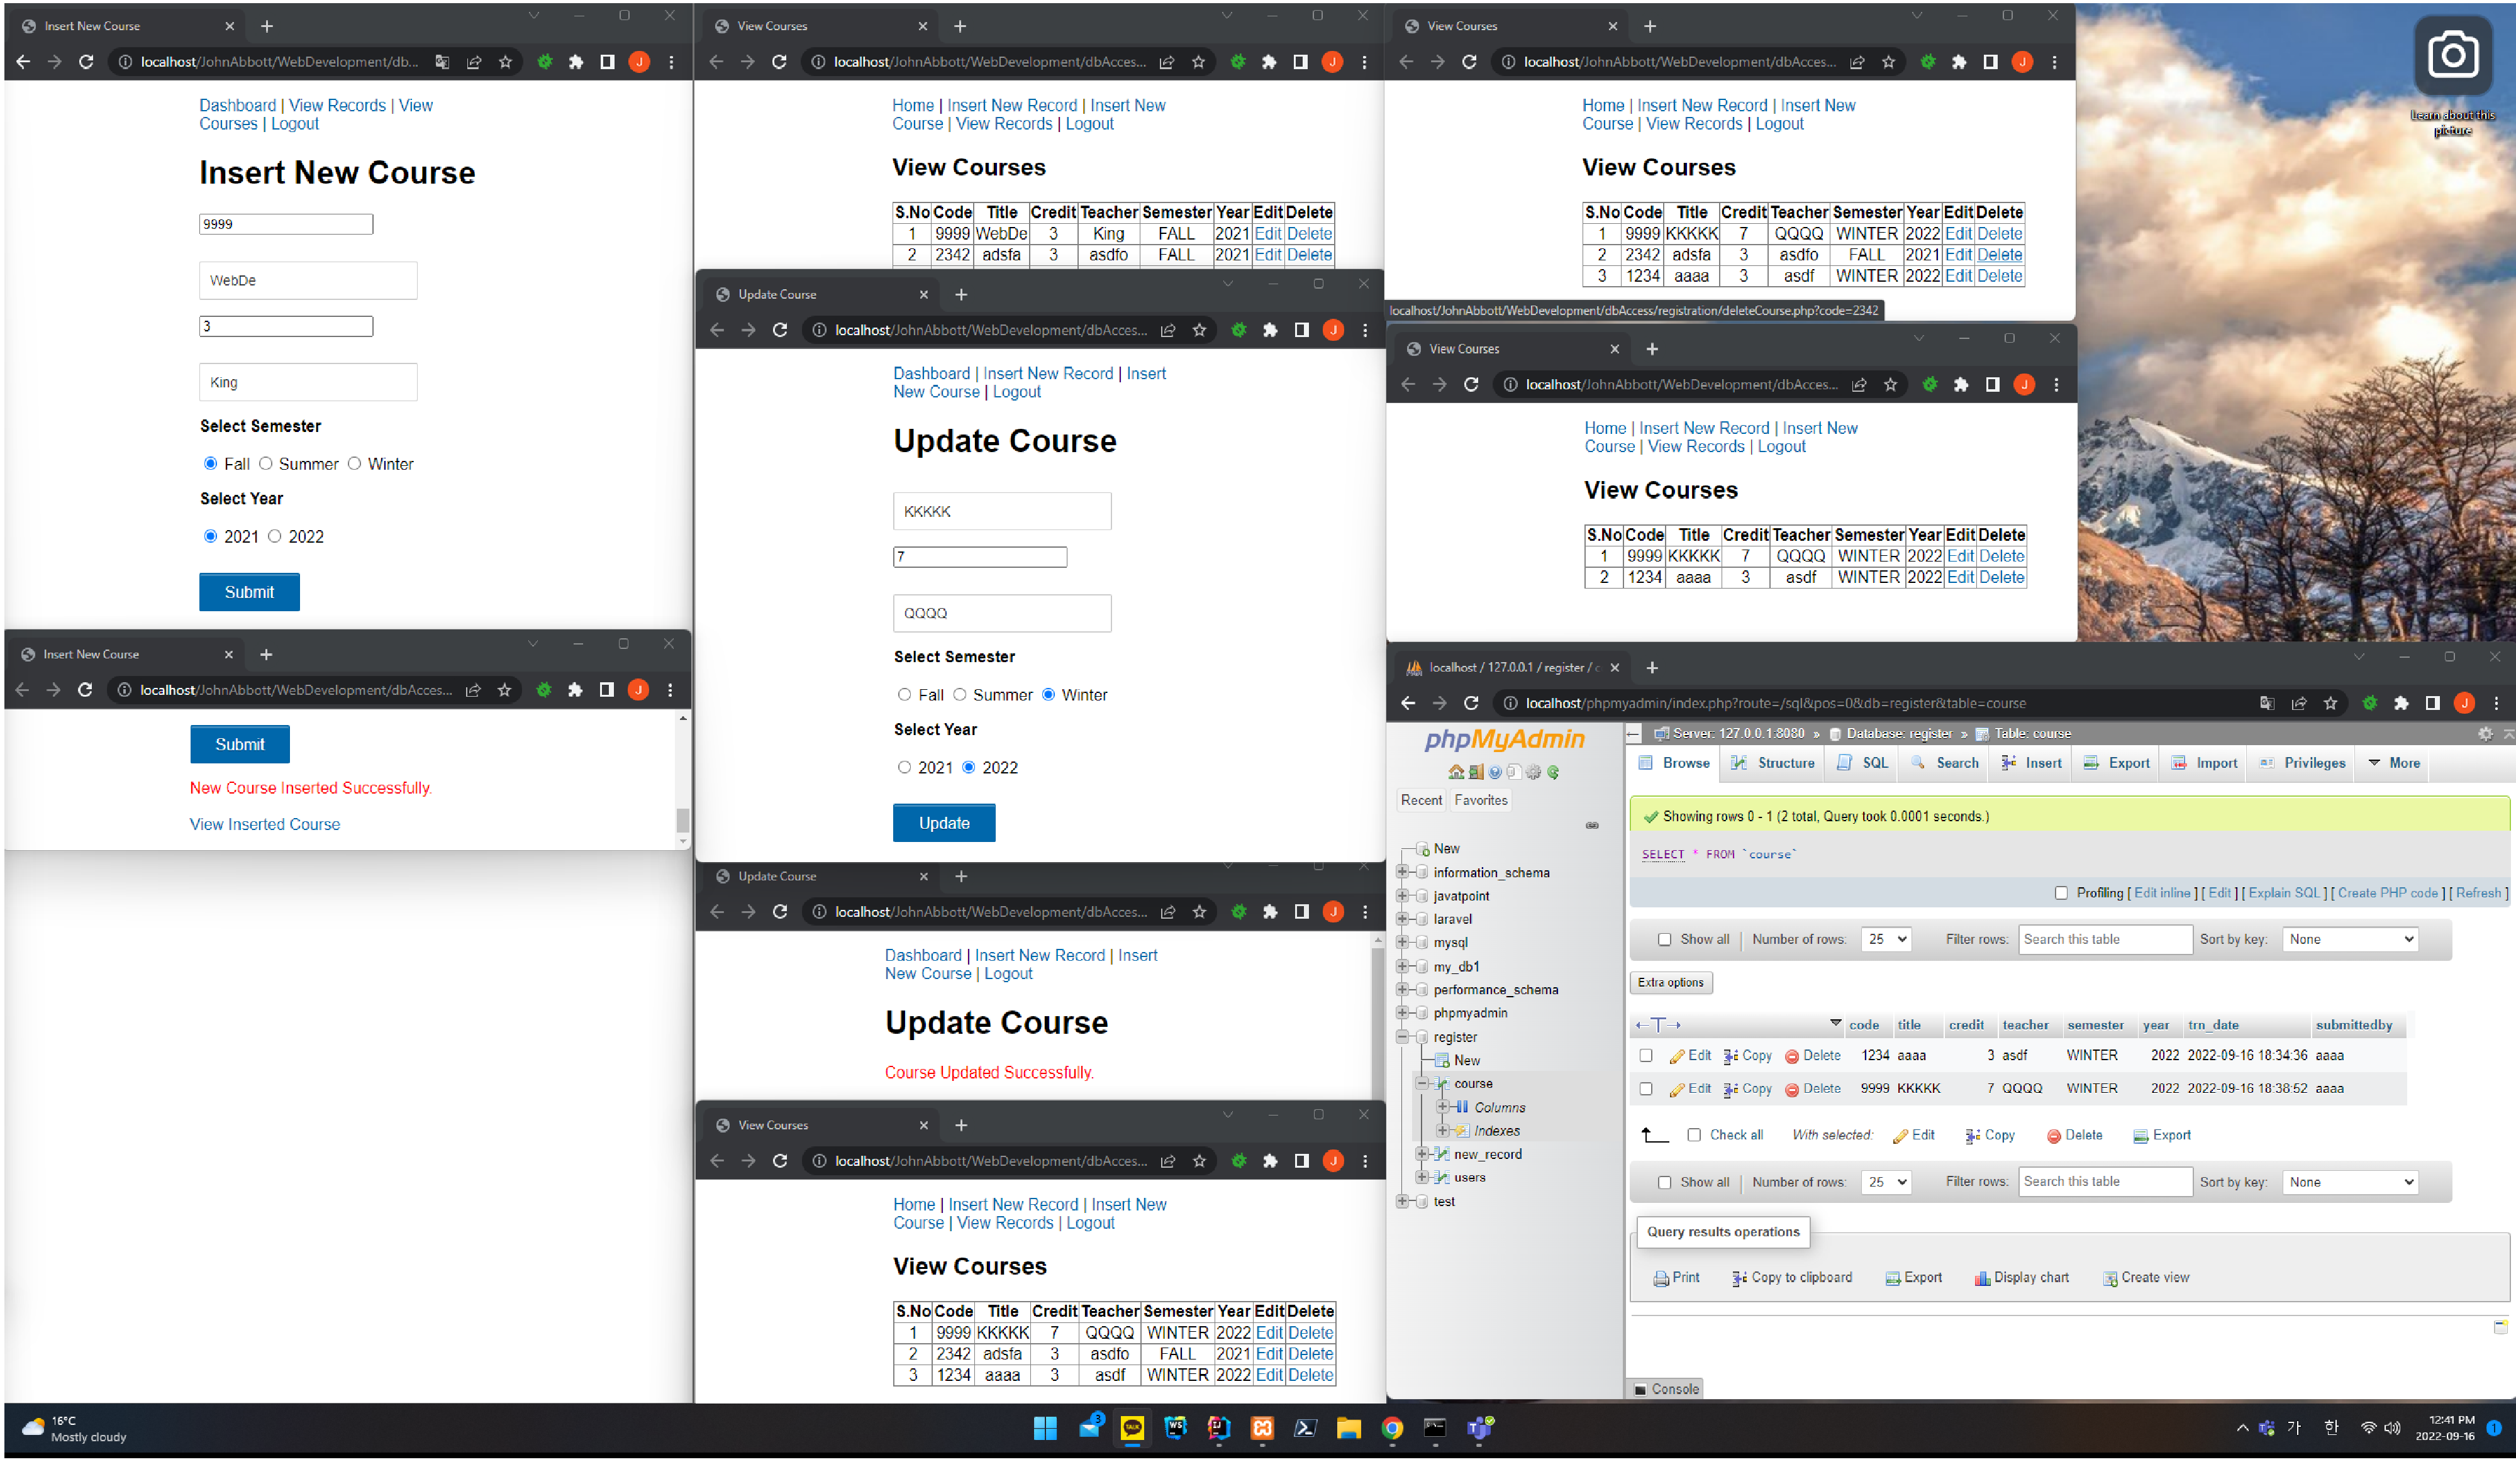 Insert New Course
localhost/JohnAbbott/WebDevelopment/db...
J
Dashboard | View Records | View
Courses | Logout
Insert New Course
9999
WebDe
3
King
Select Semester
Fall Summer Winter
Select Year
2021 2022
Submit
Insert New Course
localhost/JohnAbbott/WebDevelopment/dbAcces...
J
Submit
New Course Inserted Successfully.
View Inserted Course
View Courses
localhost/JohnAbbott/WebDevelopment/dbAcces...
J
Home | Insert New Record | Insert New
Course | View Records | Logout
View Courses
S.No Code Title Credit Teacher Semester Year Edit Delete
1 9999 WebDe 3 King FALL 2021 Edit Delete
2 2342 adsfa 3 asdfo FALL 2021 Edit Delete
Update Course
localhost/JohnAbbott/WebDevelopment/dbAcces...
J
Dashboard | Insert New Record | Insert
New Course | Logout
Update Course
KKKKK
7
QQQQ
Select Semester
Fall Summer Winter
Select Year
2021 2022
Update
Update Course
localhost/JohnAbbott/WebDevelopment/dbAcces...
J
Dashboard | Insert New Record | Insert
New Course | Logout
Update Course
Course Updated Successfully.
View Courses
localhost/JohnAbbott/WebDevelopment/dbAcces...
J
Home | Insert New Record | Insert New
Course | View Records | Logout
View Courses
S.No Code Title Credit Teacher Semester Year Edit Delete
1 9999 KKKKK 7 QQQQ WINTER 2022 Edit Delete
2 2342 adsfa 3 asdfo FALL 2021 Edit Delete
3 1234 aaaa 3 asdf WINTER 2022 Edit Delete
View Courses
localhost/JohnAbbott/WebDevelopment/dbAcces...
J
Home | Insert New Record | Insert New
Course | View Records | Logout
View Courses
S.No Code Title Credit Teacher Semester Year Edit Delete
1 9999 KKKKK 7 QQQQ WINTER 2022 Edit Delete
2 2342 adsfa 3 asdfo FALL 2021 Edit Delete
3 1234 aaaa 3 asdf WINTER 2022 Edit Delete
localhost/JohnAbbott/WebDevelopment/dbAccess/registration/deleteCourse.php?code=2342
View Courses
localhost/JohnAbbott/WebDevelopment/dbAcces...
J
Home | Insert New Record | Insert New
Course | View Records | Logout
View Courses
S.No Code Title Credit Teacher Semester Year Edit Delete
1 9999 KKKKK 7 QQQQ WINTER 2022 Edit Delete
2 1234 aaaa 3 asdf WINTER 2022 Edit Delete
Learn about this
picture
localhost / 127.0.0.1 / register / c
localhost/phpmyadmin/index.php?route=/sql&pos=0&db=register&table=course
J
phpMyAdmin
Recent Favorites
New
information_schema
javatpoint
laravel
mysql
my_db1
performance_schema
phpmyadmin
register
New
course
Columns
Indexes
new_record
users
test
Server: 127.0.0.1:8080 » Database: register » Table: course
Browse Structure SQL Search Insert Export Import Privileges More
Showing rows 0 - 1 (2 total, Query took 0.0001 seconds.)
SELECT * FROM `course`
Profiling [ Edit inline ] [ Edit ] [ Explain SQL ] [ Create PHP code ] [ Refresh ]
Show all | Number of rows: 25 Filter rows: Search this table Sort by key: None
Extra options
←T→ code title credit teacher semester year trn_date submittedby
Edit Copy Delete 1234 aaaa 3 asdf WINTER 2022 2022-09-16 18:34:36 aaaa
Edit Copy Delete 9999 KKKKK 7 QQQQ WINTER 2022 2022-09-16 18:38:52 aaaa
Check all With selected: Edit Copy Delete Export
Show all | Number of rows: 25 Filter rows: Search this table Sort by key: None
Query results operations
Print Copy to clipboard Export Display chart Create view
Console
16°C
Mostly cloudy
3
TALK
WS
IJ
가 한
12:41 PM
2022-09-16
1